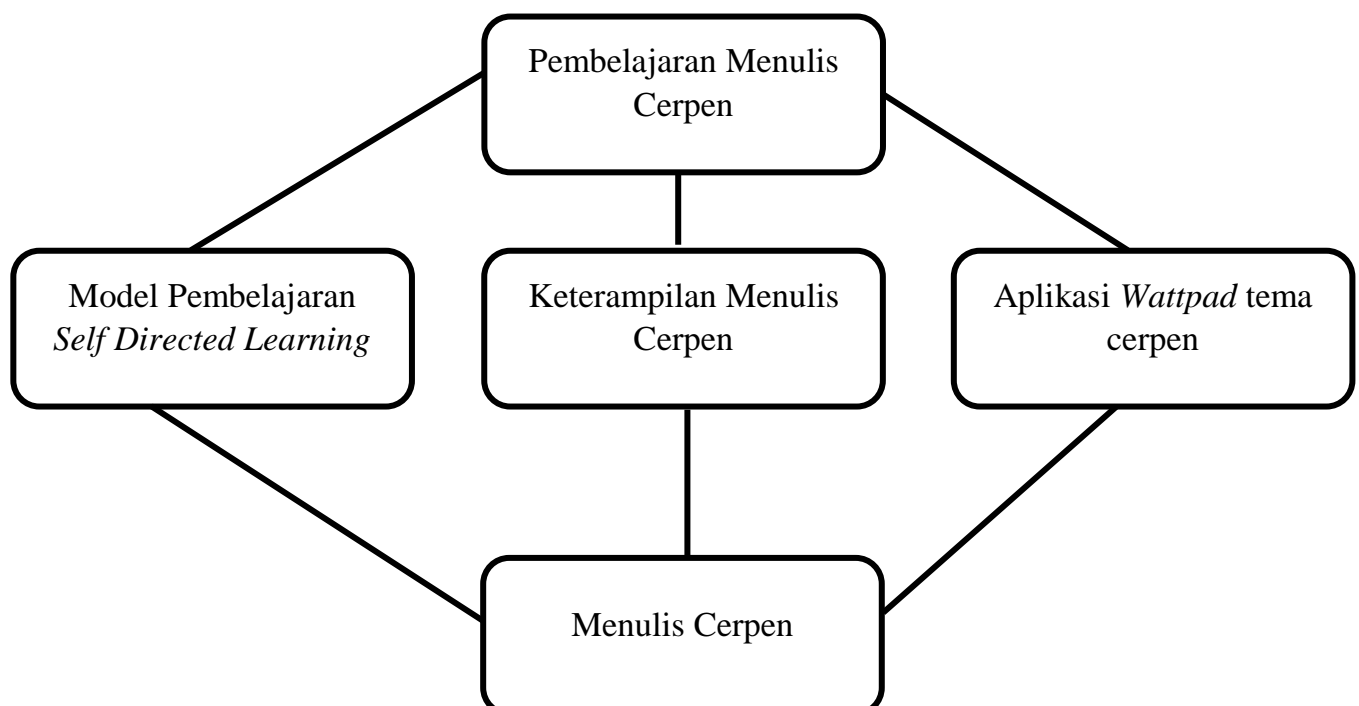 Pembelajaran Menulis
Cerpen
Model Pembelajaran
Self Directed Learning
Keterampilan Menulis
Cerpen
Aplikasi Wattpad tema
cerpen
Menulis Cerpen